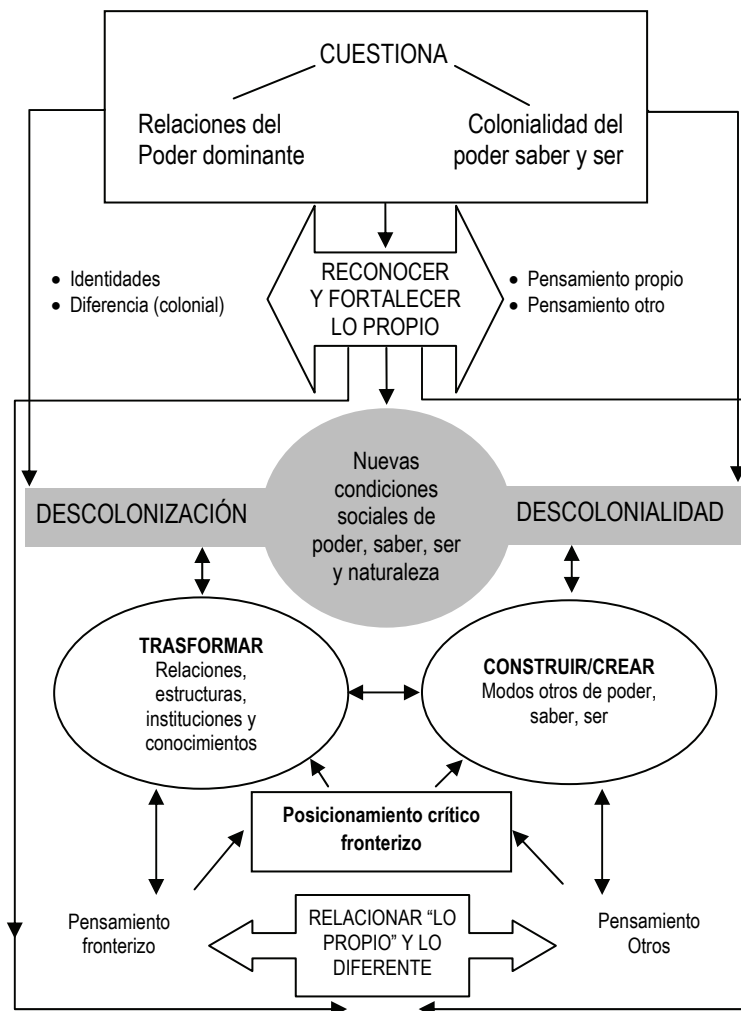 CUESTIONA
Relaciones del
Poder dominante
Colonialidad del
poder saber y ser
RECONOCER
Y FORTALECER
LO PROPIO
• Identidades
• Diferencia (colonial)
• Pensamiento propio
• Pensamiento otro
Nuevas
condiciones
sociales de
poder, saber, ser
y naturaleza
DESCOLONIZACIÓN
DESCOLONIALIDAD
TRASFORMAR
Relaciones,
estructuras,
instituciones y
conocimientos
CONSTRUIR/CREAR
Modos otros de poder,
saber, ser
Posicionamiento crítico
fronterizo
Pensamiento
fronterizo
RELACIONAR “LO
PROPIO” Y LO
DIFERENTE
Pensamiento
Otros